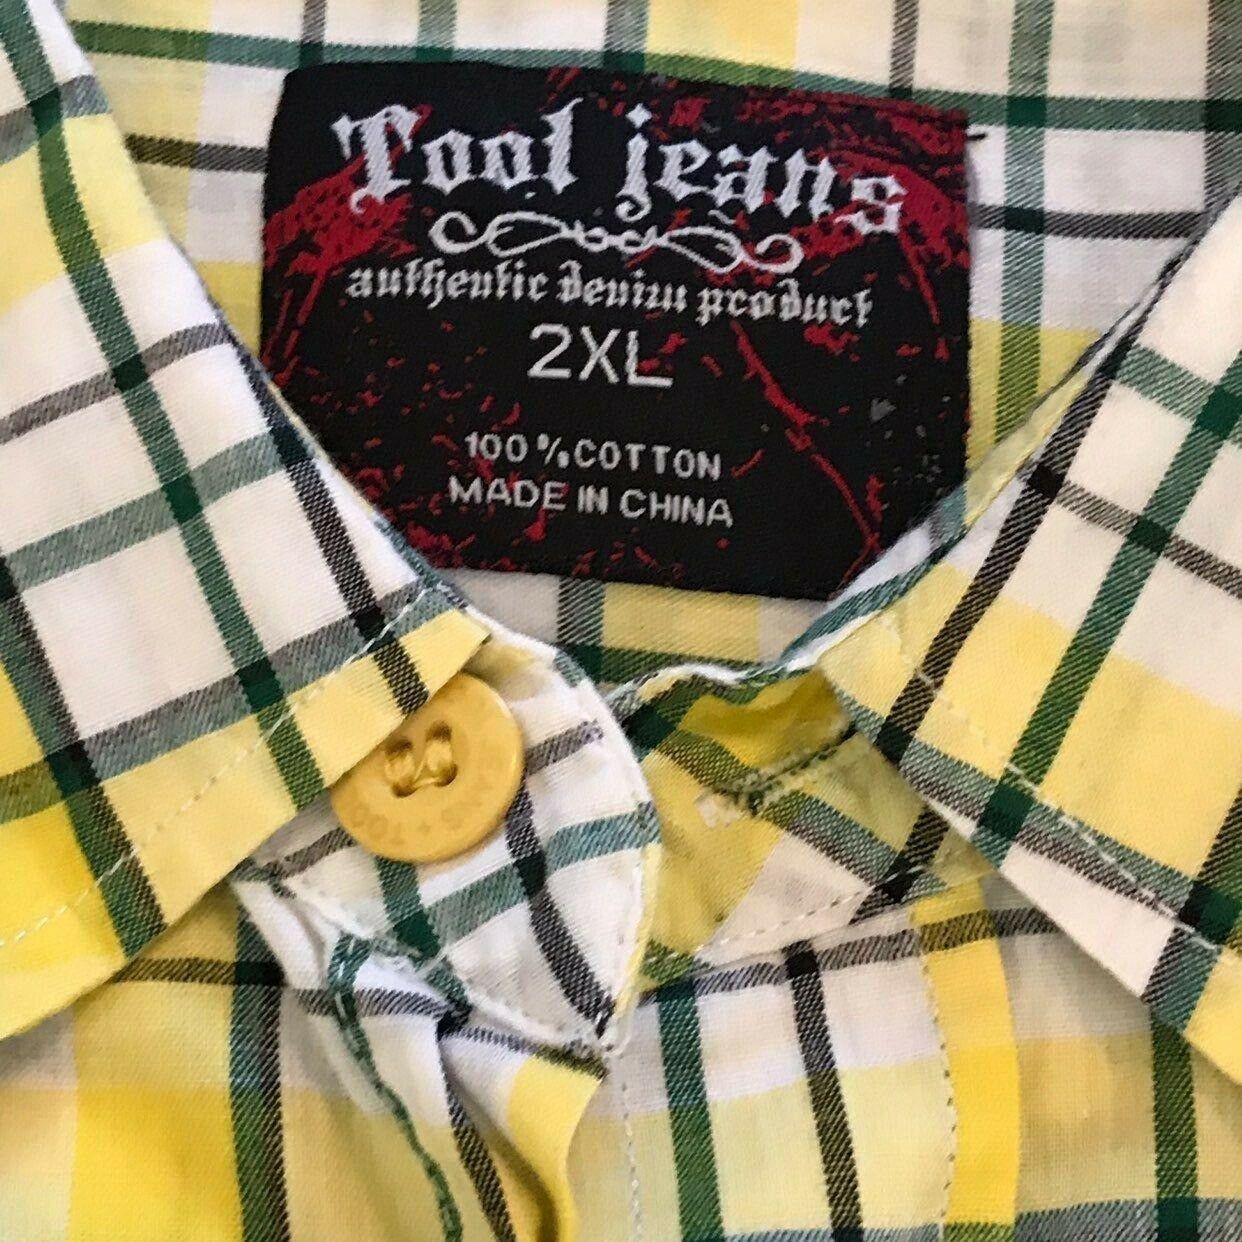 Tool jeans
authentic denim product
2XL
100% COTTON
MADE IN CHINA